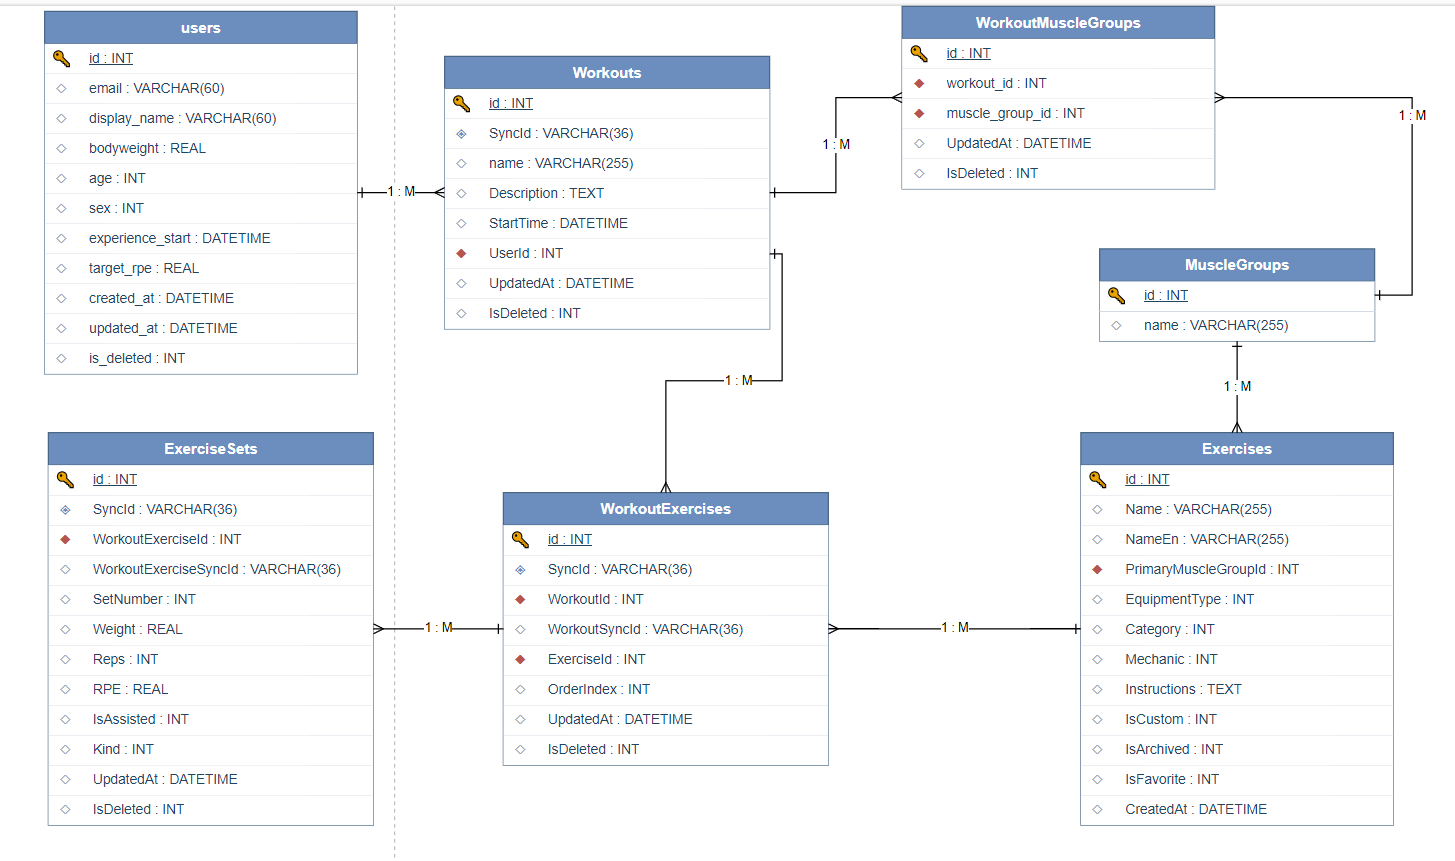 users
id : INT
email : VARCHAR(60)
display_name : VARCHAR(60)
bodyweight : REAL
age : INT
sex : INT
experience_start : DATETIME
target_rpe : REAL
created_at : DATETIME
updated_at : DATETIME
is_deleted : INT
1 : M
Workouts
id : INT
SyncId : VARCHAR(36)
name : VARCHAR(255)
Description : TEXT
StartTime : DATETIME
UserId : INT
UpdatedAt : DATETIME
IsDeleted : INT
1 : M
WorkoutMuscleGroups
id : INT
workout_id : INT
muscle_group_id : INT
UpdatedAt : DATETIME
IsDeleted : INT
1 : M
MuscleGroups
id : INT
name : VARCHAR(255)
1 : M
1 : M
ExerciseSets
id : INT
SyncId : VARCHAR(36)
WorkoutExerciseId : INT
WorkoutExerciseSyncId : VARCHAR(36)
SetNumber : INT
Weight : REAL
Reps : INT
RPE : REAL
IsAssisted : INT
Kind : INT
UpdatedAt : DATETIME
IsDeleted : INT
1 : M
WorkoutExercises
id : INT
SyncId : VARCHAR(36)
WorkoutId : INT
WorkoutSyncId : VARCHAR(36)
ExerciseId : INT
OrderIndex : INT
UpdatedAt : DATETIME
IsDeleted : INT
1 : M
Exercises
id : INT
Name : VARCHAR(255)
NameEn : VARCHAR(255)
PrimaryMuscleGroupId : INT
EquipmentType : INT
Category : INT
Mechanic : INT
Instructions : TEXT
IsCustom : INT
IsArchived : INT
IsFavorite : INT
CreatedAt : DATETIME